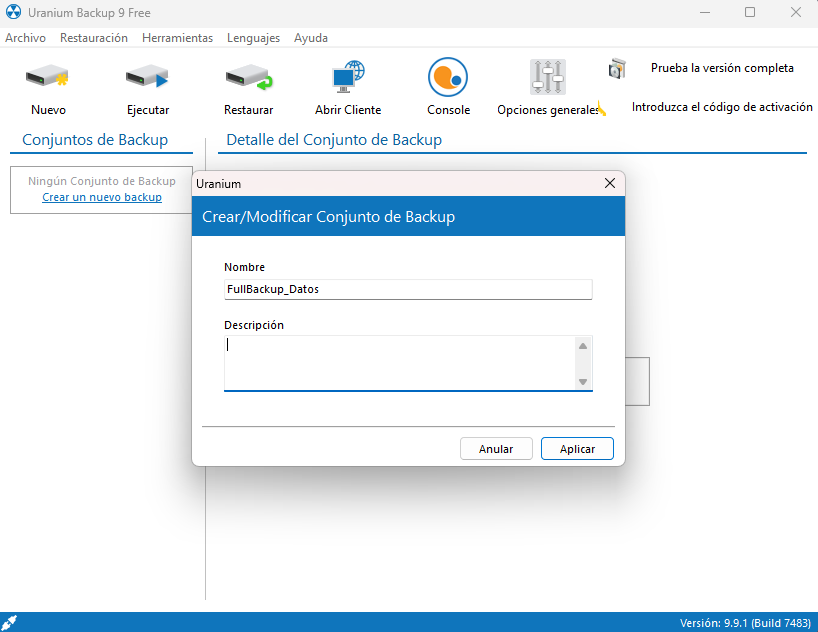 Uranium Backup 9 Free
Archivo Restauración Herramientas Lenguajes Ayuda
Nuevo Ejecutar Restaurar Abrir Cliente Console Opciones generales
Prueba la versión completa
Introduzca el código de activación
Conjuntos de Backup
Detalle del Conjunto de Backup
Ningún Conjunto de Backup
Crear un nuevo backup
Uranium
Crear/Modificar Conjunto de Backup
Nombre
FullBackup_Datos
Descripción
Anular Aplicar
Versión: 9.9.1 (Build 7483)